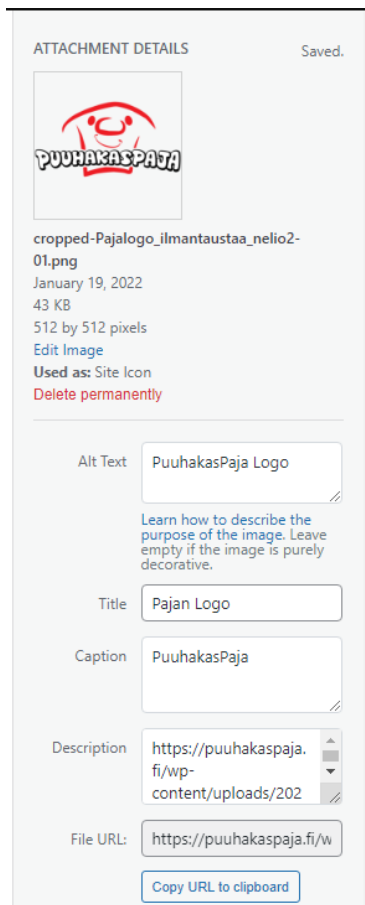 ATTACHMENT DETAILS
Saved.
PUUHAKASPAJA
cropped-Pajalogo_ilmantaustaa_nelio2-
01.png
January 19, 2022
43 KB
512 by 512 pixels
Edit Image
Used as: Site Icon
Delete permanently
Alt Text
PuuhakasPaja Logo
Learn how to describe the
purpose of the image. Leave
empty if the image is purely
decorative.
Title
Pajan Logo
Caption
PuuhakasPaja
Description
https://puuhakaspaja.
fi/wp-
content/uploads/202
File URL:
https://puuhakaspaja.fi/w
Copy URL to clipboard